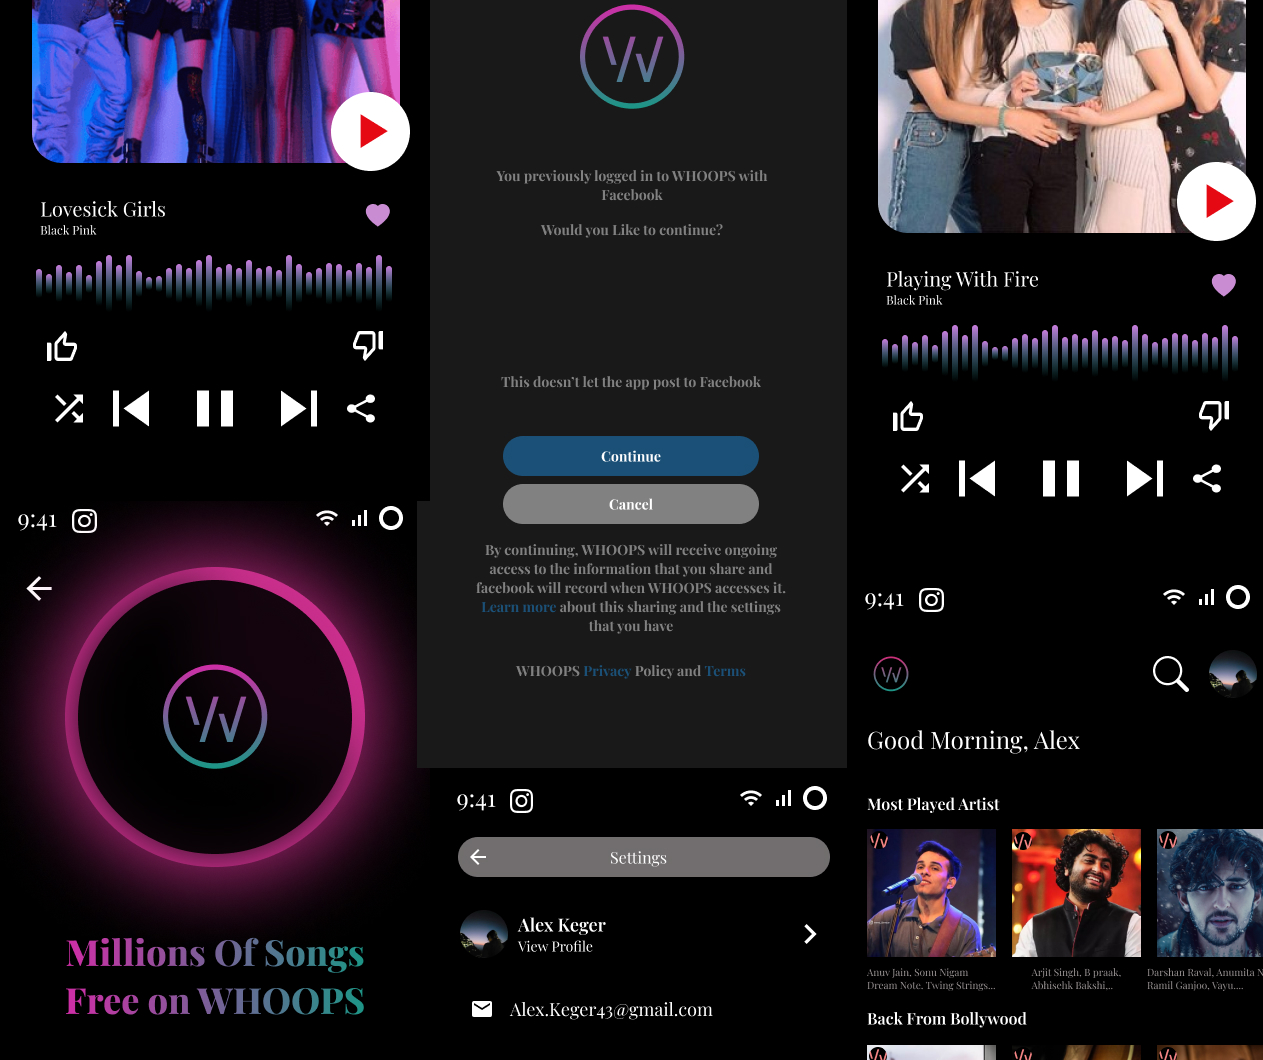 Lovesick Girls
Black Pink
9:41
Millions Of Songs
Free on WHOOPS
You previously logged in to WHOOPS with
Facebook
Would you Like to continue?
This doesn't let the app post to Facebook
Continue
Cancel
By continuing, WHOOPS will receive ongoing
access to the information that you share and
facebook will record when WHOOPS accesses it.
Learn more about this sharing and the settings
that you have
WHOOPS Privacy Policy and Terms
9:41
Settings
Alex Keger
View Profile
Alex.Keger43@gmail.com
Playing With Fire
Black Pink
9:41
Good Morning, Alex
Most Played Artist
Anuv Jain, Sonu Nigam
Dream Note. Twing Strings...
Arjit Singh, B praak,
Abhisehk Bakshi,..
Darshan Raval, Anumita N
Ramil Ganjoo, Vayu....
Back From Bollywood